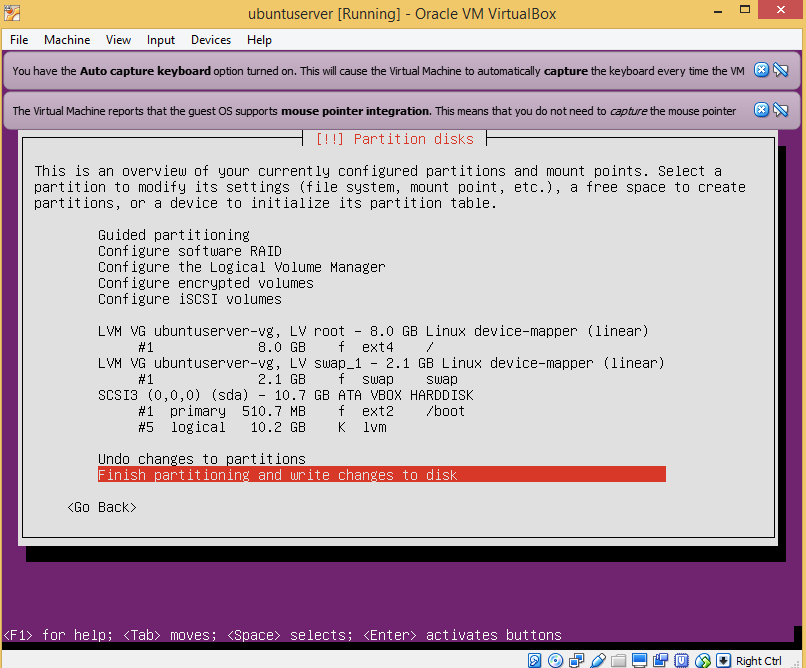 ubuntuserver [Running] - Oracle VM VirtualBox
File Machine View Input Devices Help
You have the Auto capture keyboard option turned on. This will cause the Virtual Machine to automatically capture the keyboard every time the VM
The Virtual Machine reports that the guest OS supports mouse pointer integration. This means that you do not need to capture the mouse pointer
[!!] Partition disks
This is an overview of your currently configured partitions and mount points. Select a
partition to modify its settings (file system, mount point, etc.), a free space to create
partitions, or a device to initialize its partition table.
Guided partitioning
Configure software RAID
Configure the Logical Volume Manager
Configure encrypted volumes
Configure iSCSI volumes
LVM VG ubuntuserver-vg, LV root - 8.0 GB Linux device-mapper (linear)
#1 8.0 GB f ext4 /
LVM VG ubuntuserver-vg, LV swap_1 - 2.1 GB Linux device-mapper (linear)
#1 2.1 GB f swap swap
SCSI3 (0,0,0) (sda) - 10.7 GB ATA VBOX HARDDISK
#1 primary 510.7 MB f ext2 /boot
#5 logical 10.2 GB K lvm
Undo changes to partitions
Finish partitioning and write changes to disk
<Go Back>
<F1> for help; <Tab> moves; <Space> selects; <Enter> activates buttons
Right Ctrl